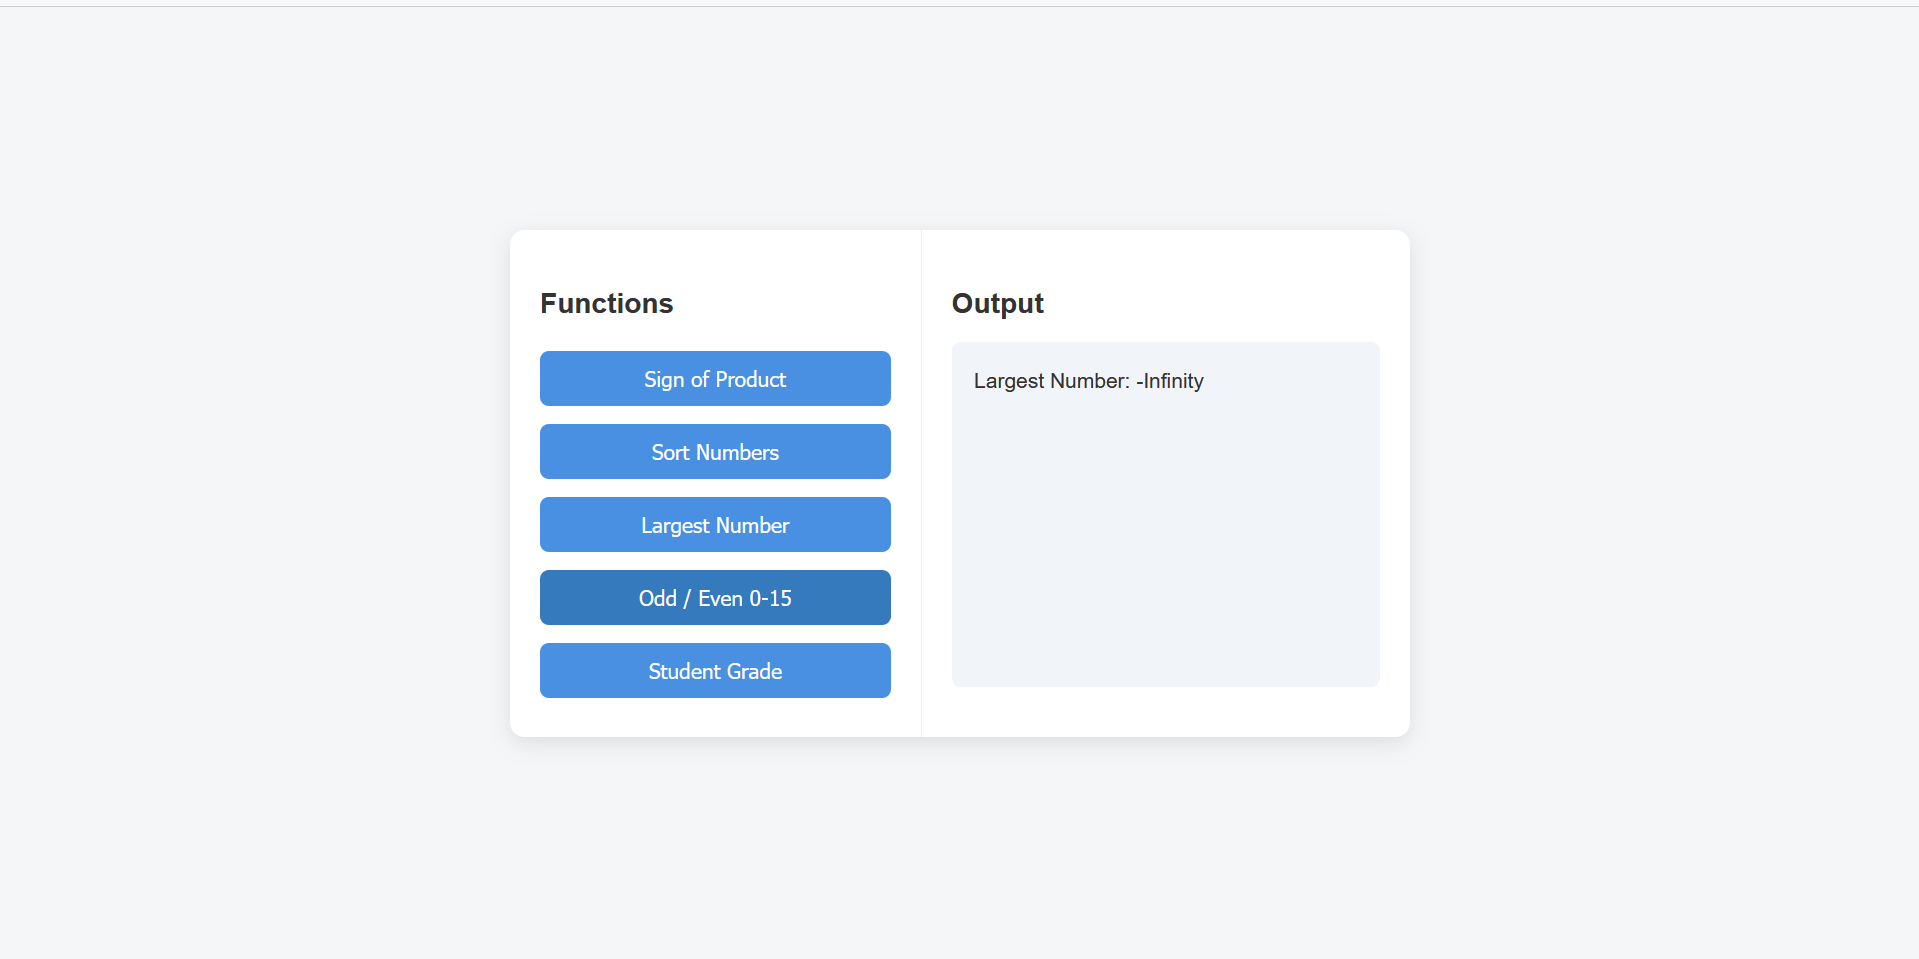 Functions
Sign of Product
Sort Numbers
Largest Number
Odd / Even 0-15
Student Grade
Output
Largest Number: -Infinity